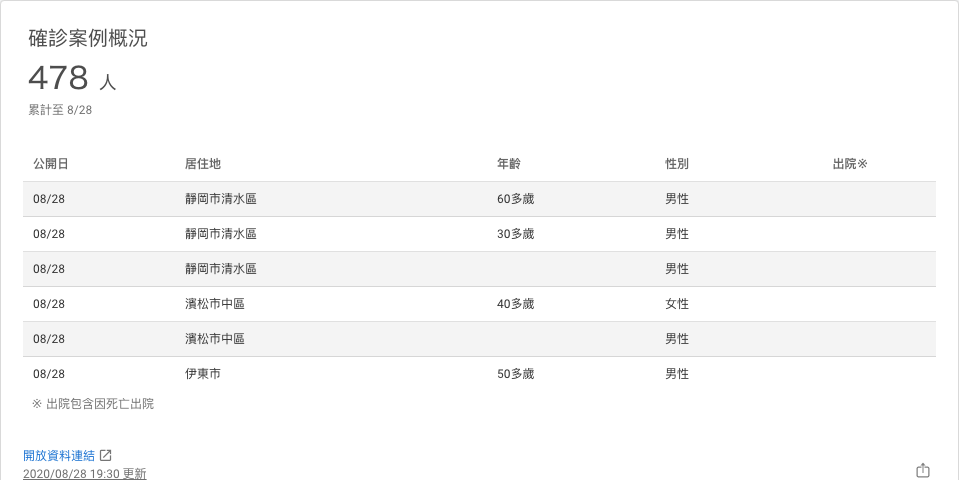 確診案例概況
478 人
累計至 8/28
公開日 居住地 年齡 性別 出院※
08/28 靜岡市清水區 60多歲 男性
08/28 靜岡市清水區 30多歲 男性
08/28 靜岡市清水區 男性
08/28 濱松市中區 40多歲 女性
08/28 濱松市中區 男性
08/28 伊東市 50多歲 男性
※ 出院包含因死亡出院
開放資料連結
2020/08/28 19:30 更新